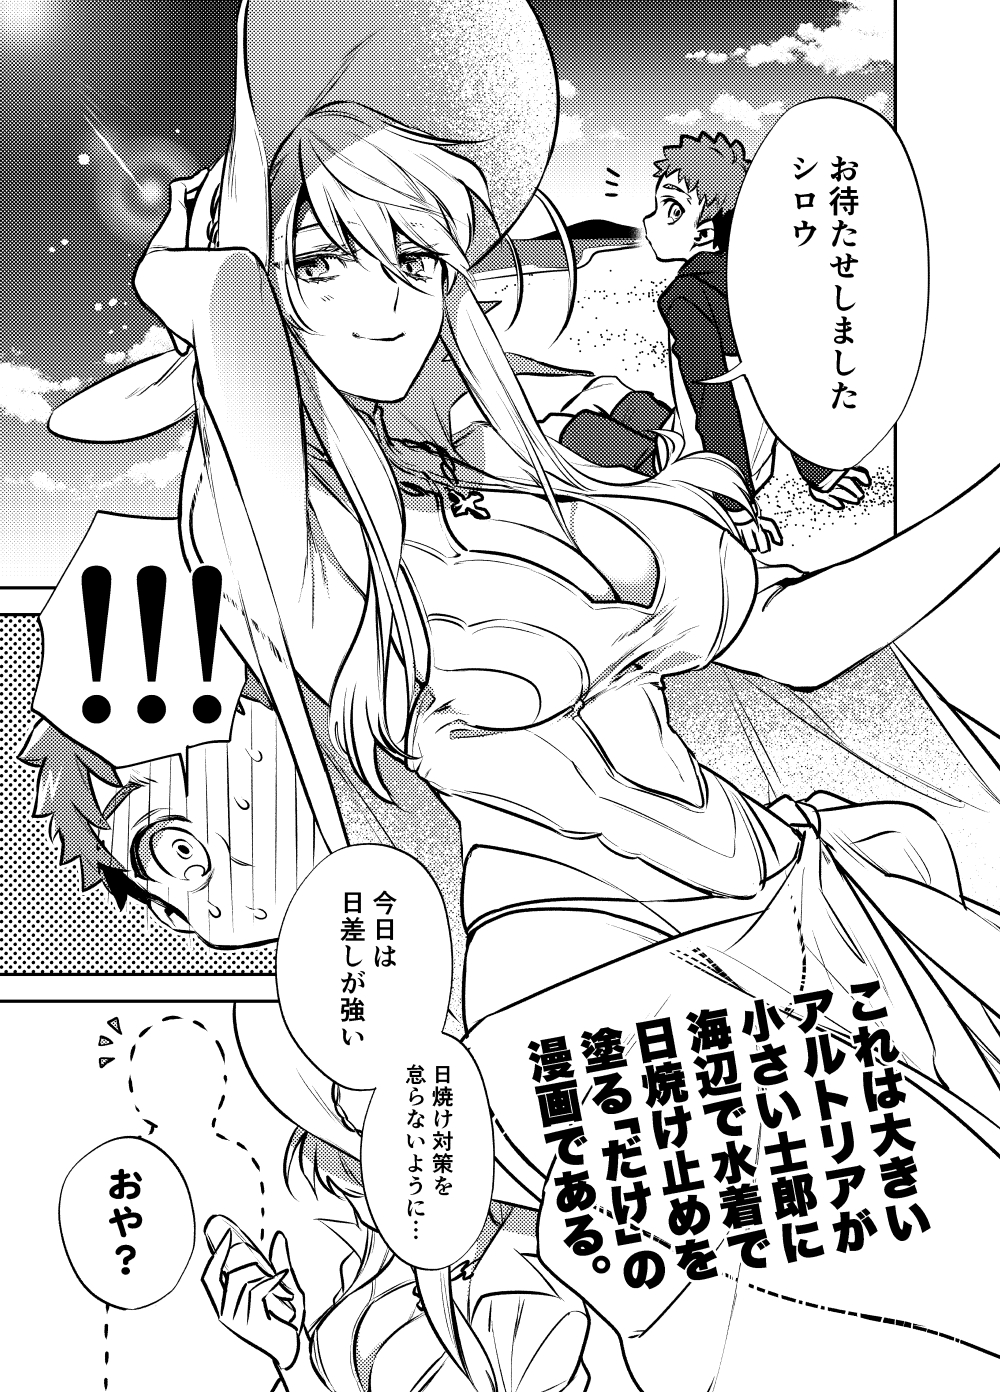 お待たせしました
シロウ
!!!
今日は
日差しが強い
日焼け対策を
怠らないように…
これは大きい
アルトリアが
小さい士郎に
海辺で水着で
日焼け止めを
塗る「だけ」の
漫画である。
おや?